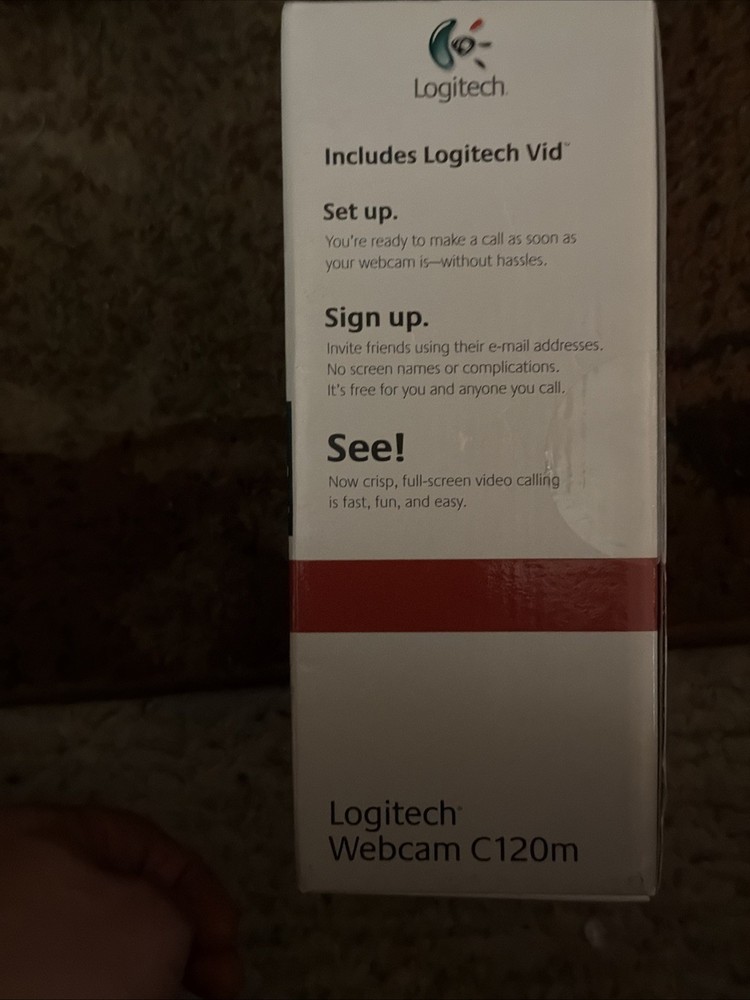 Logitech
Includes Logitech Vid™
Set up.
You're ready to make a call as soon as
your webcam is—without hassles.
Sign up.
Invite friends using their e-mail addresses.
No screen names or complications.
It's free for you and anyone you call.
See!
Now crisp, full-screen video calling
is fast, fun, and easy.
Logitech®
Webcam C120m